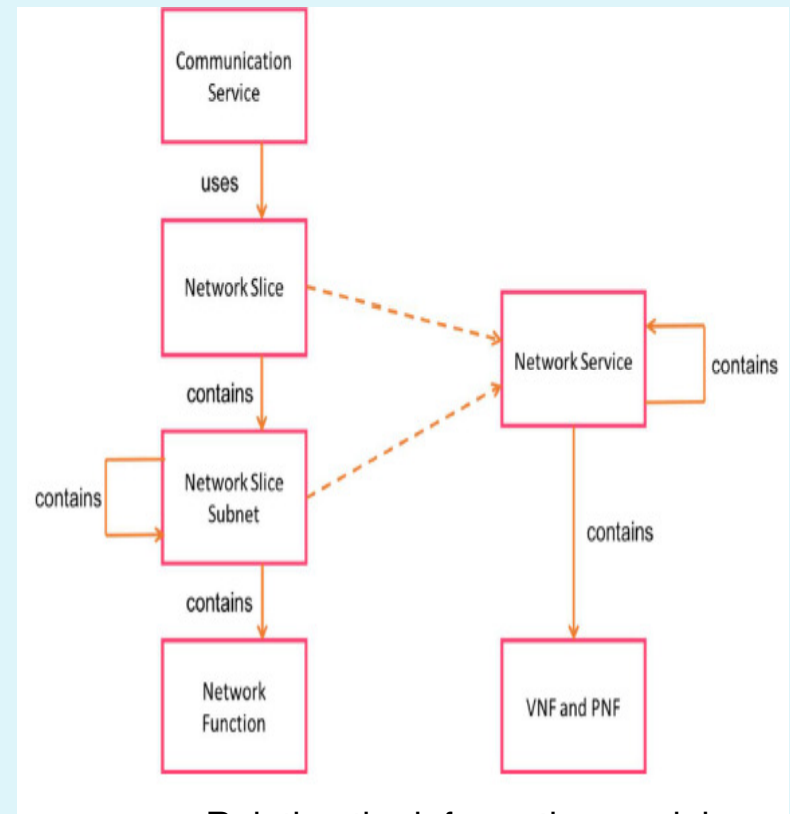 Communication
Service
uses
Network Slice
Network Service
contains
contains
Network Slice
Subnet
contains
contains
contains
Network
Function
VNF and PNF